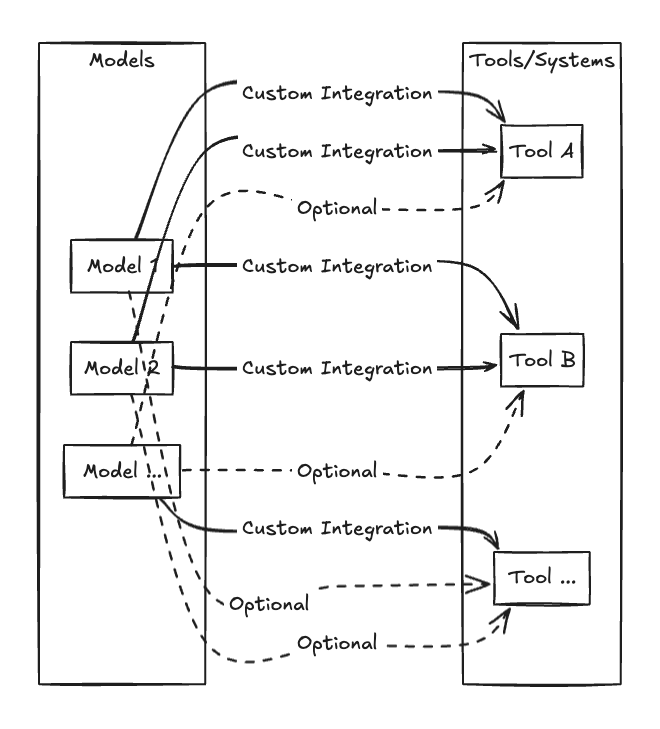 Models
Tools/Systems
Custom Integration
Custom Integration
Tool A
Optional
Model 1
Custom Integration
Model 2
Custom Integration
Tool B
Model ...
Optional
Custom Integration
Tool ...
Optional
Optional